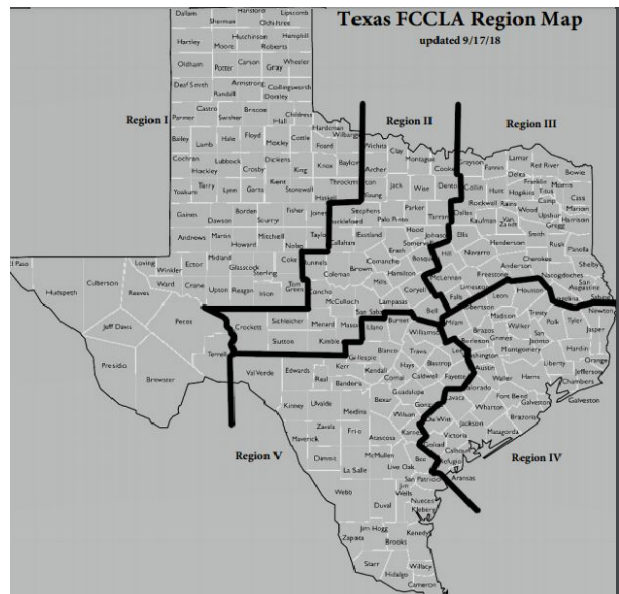 Texas FCCLA Region Map
updated 9/17/18
Dallam Hansford Lipscomb
Sherman Ochiltree
Hartley Moore Hutchinson Roberts Hemphill
Oldham Potter Carson Gray Wheeler
Deaf Smith Randall Armstrong Donley Collingsworth
Region I
Region II
Region III
Parmer Castro Swisher Briscoe Hall Childress
Hardeman Wilbarger
Bailey Lamb Hale Floyd Motley Cottle Foard
Wichita Clay Montague Cooke Grayson Fannin Lamar Red River Bowie
Cochran Hockley Lubbock Crosby Dickens King Knox Baylor Archer
Delta Franklin Titus Morris
Yoakum Terry Lynn Garza Kent Stonewall Haskell Throckmorton Young Jack Wise Denton Collin Hunt Hopkins Camp Cass
Rockwall Rains Wood Upshur Marion
Gaines Dawson Borden Scurry Fisher Jones Stephens Palo Pinto Parker Tarrant Dallas Kaufman Van Zandt Gregg Harrison
Andrews Martin Howard Mitchell Nolan Taylor Callahan Eastland Erath Hood Somervell Johnson Ellis Henderson Smith Rusk Panola
El Paso Loving Winkler Ector Midland Glasscock Sterling Coke Runnels Coleman Brown Comanche Hamilton Bosque Hill Navarro Anderson Cherokee Shelby
Freestone Nacogdoches
Hudspeth Culberson Reeves Ward Crane Upton Reagan Irion Tom Green Concho McCulloch Mills Coryell McLennan Limestone Leon Houston San Augustine
Lampasas Falls Sabine
Jeff Davis Pecos Crockett Schleicher Menard Mason San Saba Llano Burnet Bell Milam Robertson Madison Walker Trinity Polk Tyler Newton Jasper
Presidio Brewster Terrell Sutton Kimble Gillespie Blanco Williamson Travis Lee Burleson Brazos Grimes San Jacinto Montgomery Hardin
Washington Liberty Orange
Val Verde Edwards Kerr Kendall Hays Bastrop Austin Waller Harris Jefferson
Real Bandera Comal Caldwell Fayette Colorado Chambers
Kinney Uvalde Medina Bexar Guadalupe Lavaca Wharton Fort Bend Galveston Galveston
Wilson De Witt Jackson Brazoria
Maverick Zavala Frio Atascosa Karnes Victoria Matagorda
Region V
Goliad Calhoun
Region IV
Dimmit McMullen Bee Refugio
La Salle Live Oak
San Patricio Aransas
Webb Duval Jim Wells Nueces
Kleberg
Zapata Jim Hogg Brooks Kenedy
Starr Hidalgo Willacy
Cameron